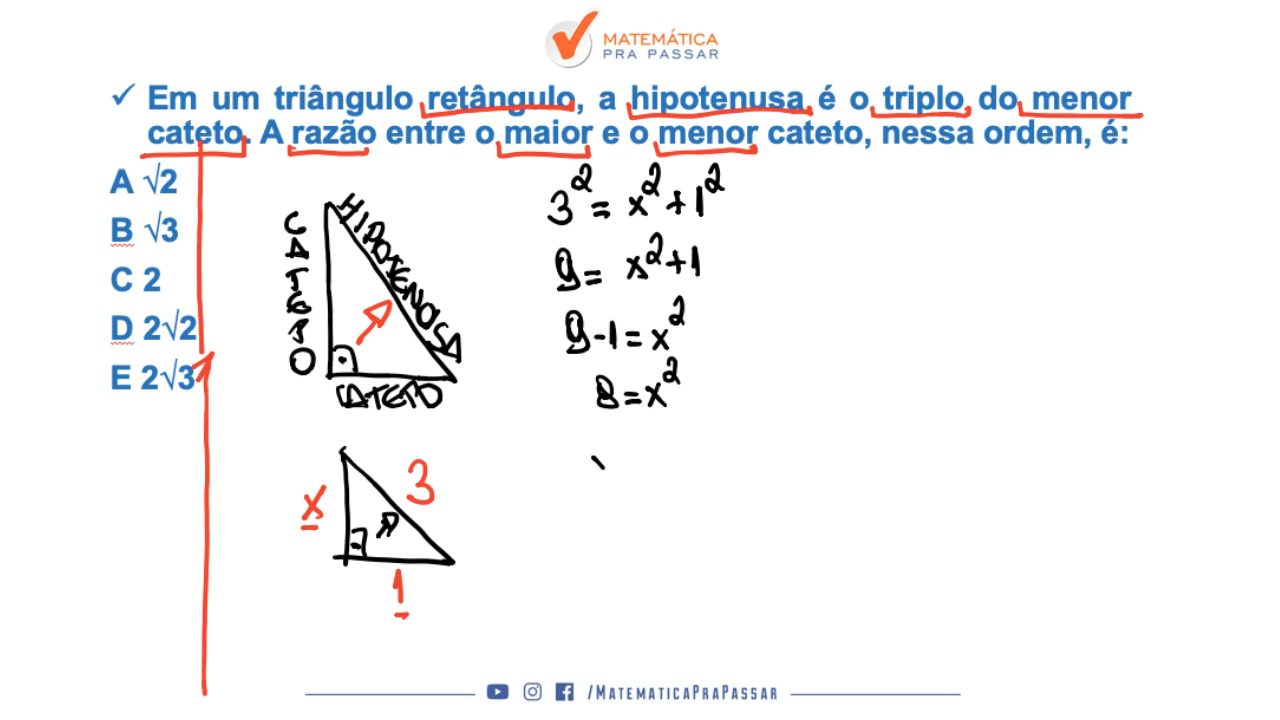 MATEMÁTICA
PRA PASSAR
✓ Em um triângulo retângulo, a hipotenusa é o triplo do menor
cateto. A razão entre o maior e o menor cateto, nessa ordem, é:
A √2
B √3
C 2
D 2√2
E 2√3
CATETO
HIPOTENUSA
CATETO
x
3
1
3² = x² + 1²
9 = x² + 1
9 - 1 = x²
8 = x²
/MATEMATICAPRAPASSAR